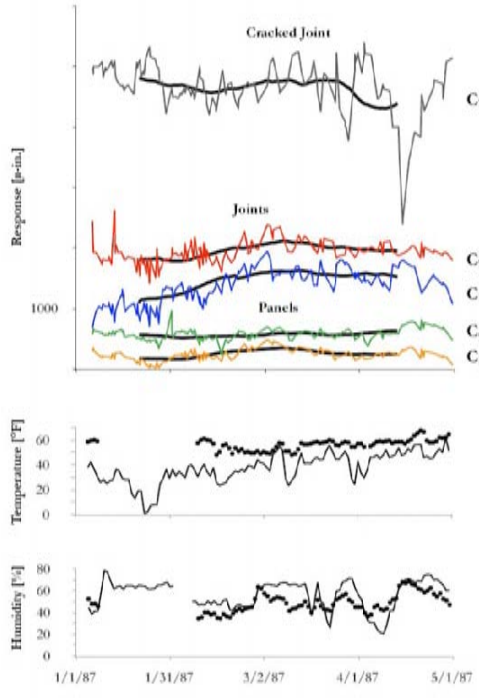 Cracked Joint
C
Response [µ-in.]
Joints
C
C
1000
Panels
C
C
Temperature [°F]
60
40
20
0
Humidity [%]
80
60
40
20
0
1/1/87 1/31/87 3/2/87 4/1/87 5/1/87